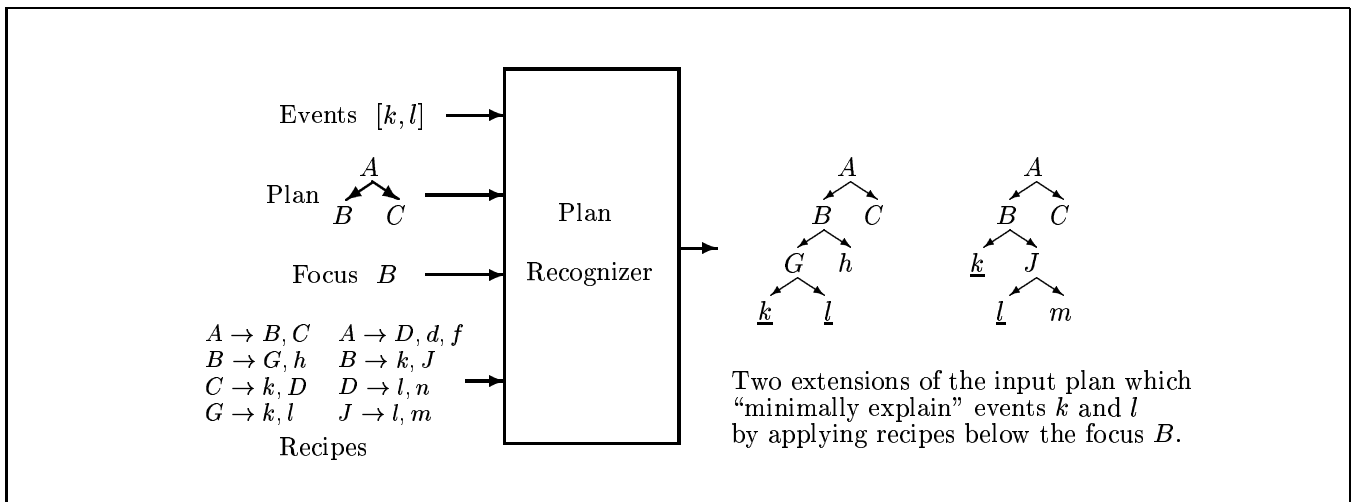 Events [k, l]
A
Plan
B C
Focus B
A → B, C A → D, d, f
B → G, h B → k, J
C → k, D D → l, n
G → k, l J → l, m
Recipes
Plan
Recognizer
A
B C
G h
k l
A
B C
k J
l m
Two extensions of the input plan which
“minimally explain” events k and l
by applying recipes below the focus B.